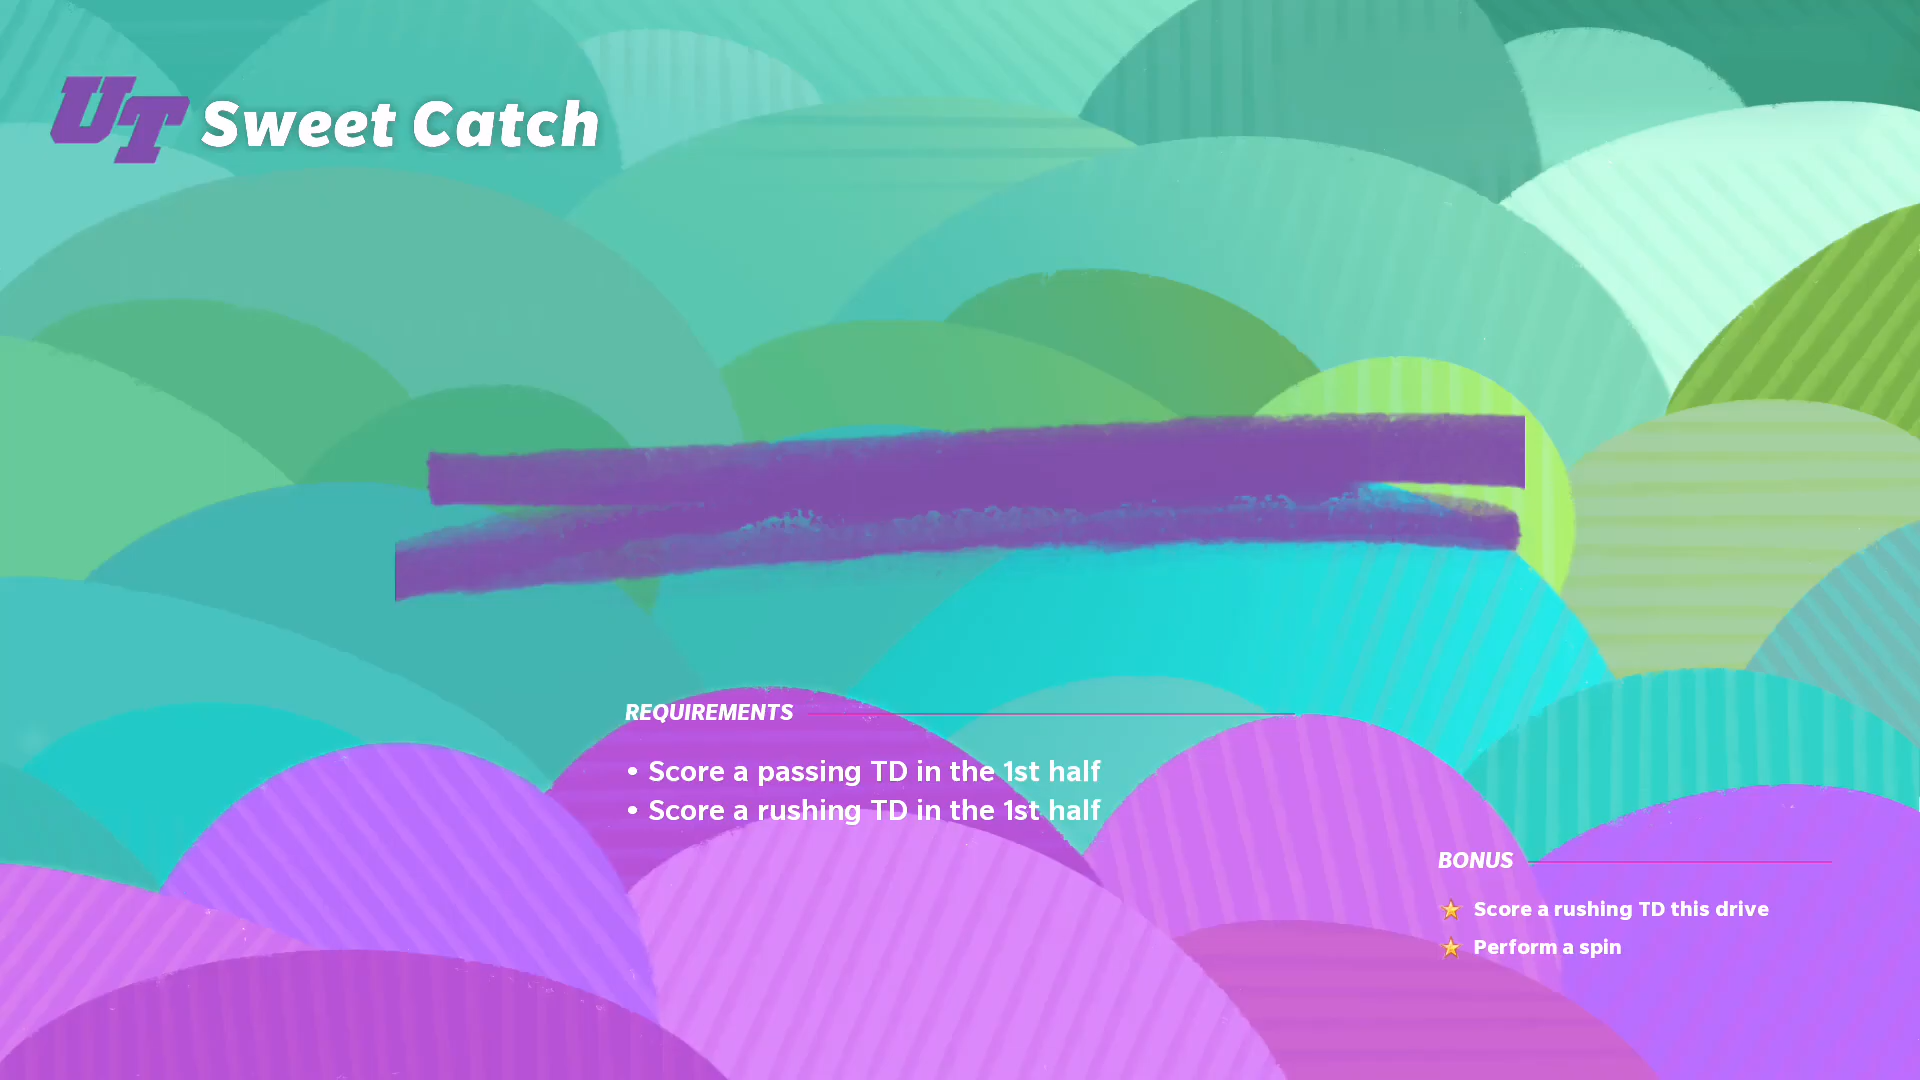 UT Sweet Catch
REQUIREMENTS
• Score a passing TD in the 1st half
• Score a rushing TD in the 1st half
BONUS
Score a rushing TD this drive
Perform a spin